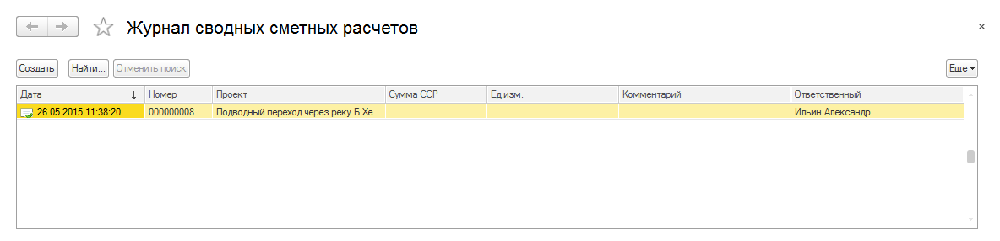 Журнал сводных сметных расчетов
Создать Найти... Отменить поиск Еще
Дата Номер Проект Сумма ССР Ед.изм. Комментарий Ответственный
26.05.2015 11:38:20 000000008 Подводный переход через реку Б.Хе... Ильин Александр